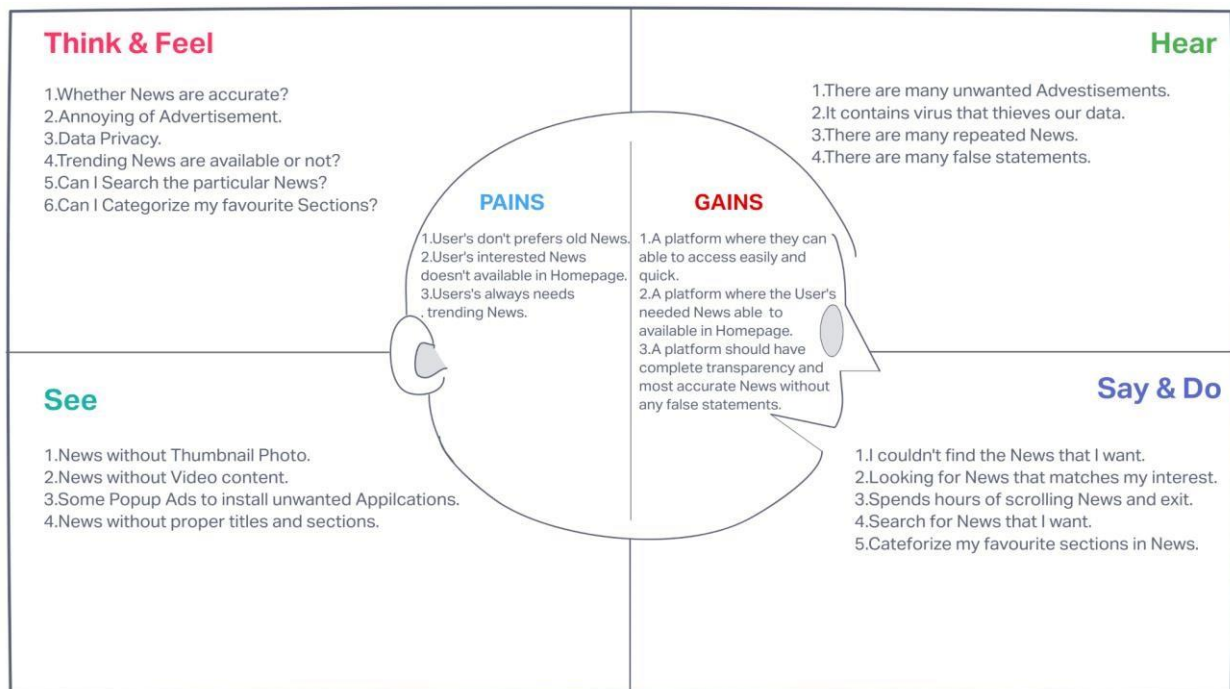 Think & Feel
1.Whether News are accurate?
2.Annoying of Advertisement.
3.Data Privacy.
4.Trending News are available or not?
5.Can I Search the particular News?
6.Can I Categorize my favourite Sections?
Hear
1.There are many unwanted Advestisements.
2.It contains virus that thieves our data.
3.There are many repeated News.
4.There are many false statements.
PAINS
1.User's don't prefers old News.
2.User's interested News
doesn't available in Homepage.
3.Users's always needs
. trending News.
GAINS
1.A platform where they can
able to access easily and
quick.
2.A platform where the User's
needed News able to
available in Homepage.
3.A platform should have
complete transparency and
most accurate News without
any false statements.
See
1.News without Thumbnail Photo.
2.News without Video content.
3.Some Popup Ads to install unwanted Appilcations.
4.News without proper titles and sections.
Say & Do
1.I couldn't find the News that I want.
2.Looking for News that matches my interest.
3.Spends hours of scrolling News and exit.
4.Search for News that I want.
5.Cateforize my favourite sections in News.